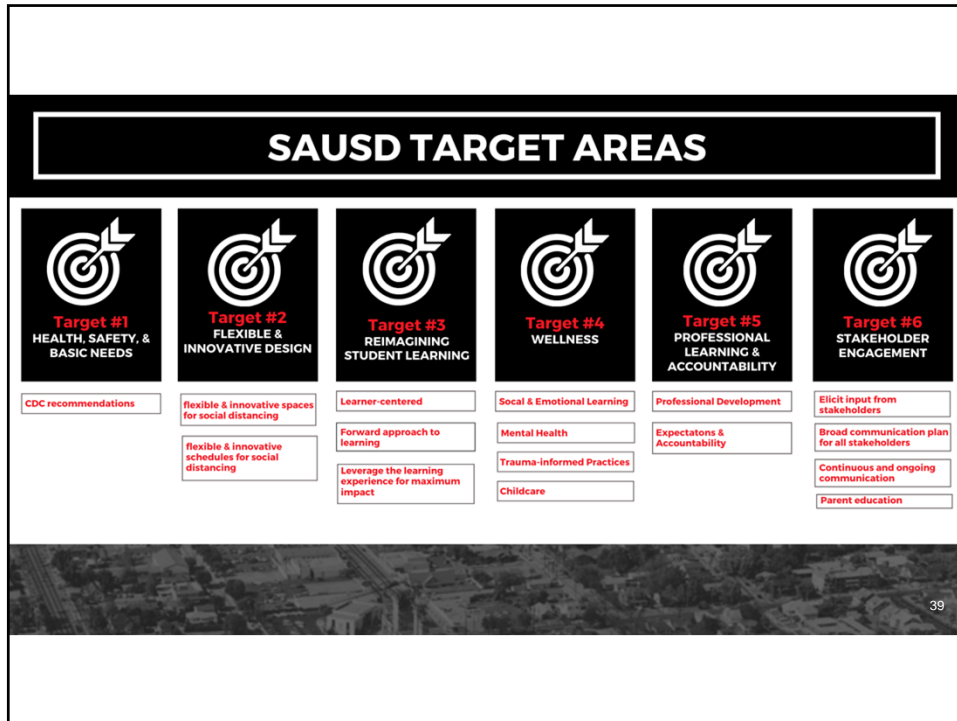 SAUSD TARGET AREAS
Target #1
HEALTH, SAFETY, &
BASIC NEEDS
CDC recommendations
Target #2
FLEXIBLE &
INNOVATIVE DESIGN
flexible & innovative spaces
for social distancing
flexible & innovative
schedules for social
distancing
Target #3
REIMAGINING
STUDENT LEARNING
Learner-centered
Forward approach to
learning
Leverage the learning
experience for maximum
impact
Target #4
WELLNESS
Socal & Emotional Learning
Mental Health
Trauma-informed Practices
Childcare
Target #5
PROFESSIONAL
LEARNING &
ACCOUNTABILITY
Professional Development
Expectatons &
Accountability
Target #6
STAKEHOLDER
ENGAGEMENT
Elicit input from
stakeholders
Broad communication plan
for all stakeholders
Continuous and ongoing
communication
Parent education
39